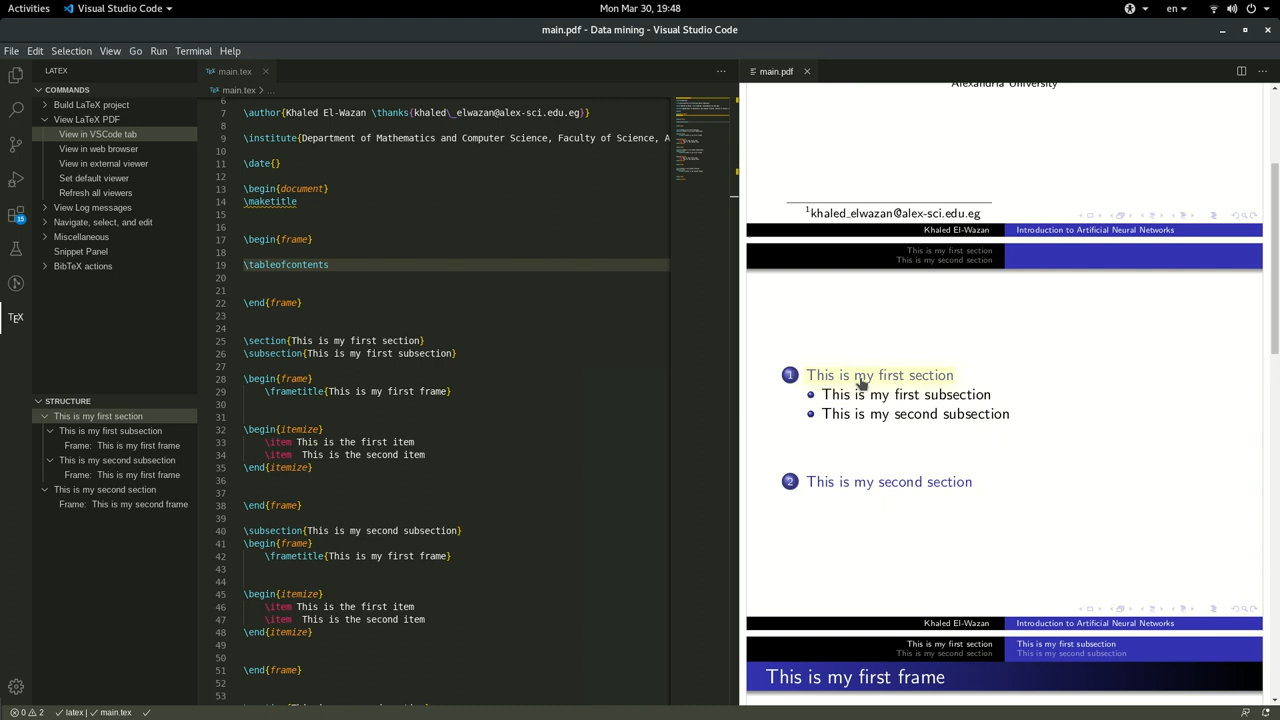 Activities
Visual Studio Code
Mon Mar 30, 19:48
en
main.pdf - Data mining - Visual Studio Code
File Edit Selection View Go Run Terminal Help
LATEX
COMMANDS
Build LaTeX project
View LaTeX PDF
View in VSCode tab
View in web browser
View in external viewer
Set default viewer
Refresh all viewers
View Log messages
Navigate, select, and edit
Miscellaneous
Snippet Panel
BibTeX actions
15
TEX
STRUCTURE
This is my first section
This is my first subsection
Frame: This is my first frame
This is my second subsection
Frame: This is my first frame
This is my second section
Frame: This is my second frame
main.tex
main.tex > ...
6
7 \author{Khaled El-Wazan \thanks{khaled\_elwazan@alex-sci.edu.eg}}
8
9 \institute{Department of Mathematics and Computer Science, Faculty of Science, A
10
11 \date{}
12
13 \begin{document}
14 \maketitle
15
16
17 \begin{frame}
18
19 \tableofcontents
20
21
22 \end{frame}
23
24
25 \section{This is my first section}
26 \subsection{This is my first subsection}
27
28 \begin{frame}
29 \frametitle{This is my first frame}
30
31
32 \begin{itemize}
33 \item This is the first item
34 \item This is the second item
35 \end{itemize}
36
37
38 \end{frame}
39
40 \subsection{This is my second subsection}
41 \begin{frame}
42 \frametitle{This is my first frame}
43
44
45 \begin{itemize}
46 \item This is the first item
47 \item This is the second item
48 \end{itemize}
49
50
51 \end{frame}
52
53
main.pdf
Alexandria University
1khaled_elwazan@alex-sci.edu.eg
Khaled El-Wazan Introduction to Artificial Neural Networks
This is my first section
This is my second section
1 This is my first section
This is my first subsection
This is my second subsection
2 This is my second section
Khaled El-Wazan Introduction to Artificial Neural Networks
This is my first section This is my first subsection
This is my second section This is my second subsection
This is my first frame
0 2 latex | main.tex